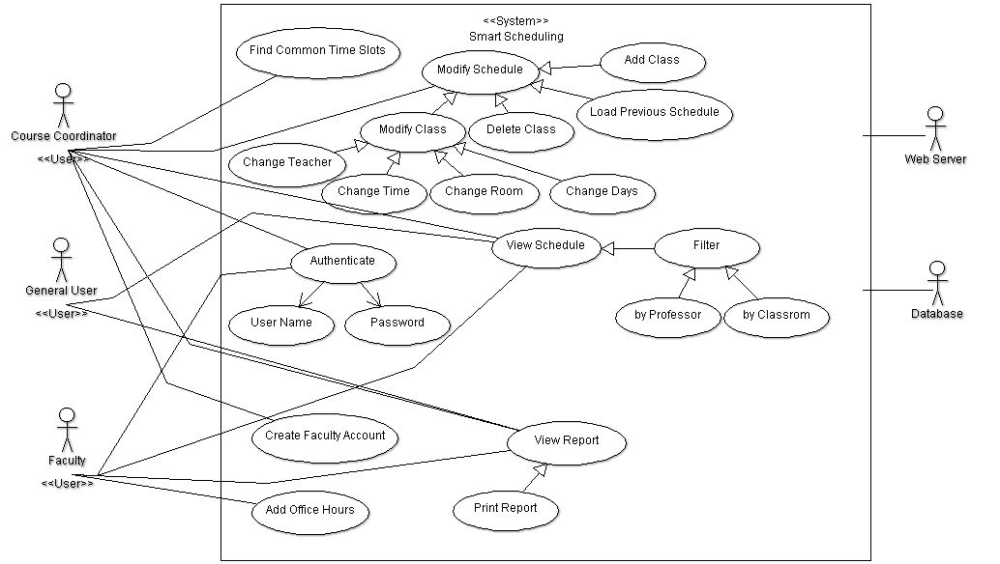 <<System>>
Smart Scheduling
Find Common Time Slots
Modify Schedule
Add Class
Load Previous Schedule
Course Coordinator
<<User>>
Modify Class
Delete Class
Web Server
Change Teacher
Change Time
Change Room
Change Days
View Schedule
Filter
General User
<<User>>
Authenticate
User Name
Password
by Professor
by Classrom
Database
Faculty
<<User>>
Create Faculty Account
View Report
Add Office Hours
Print Report